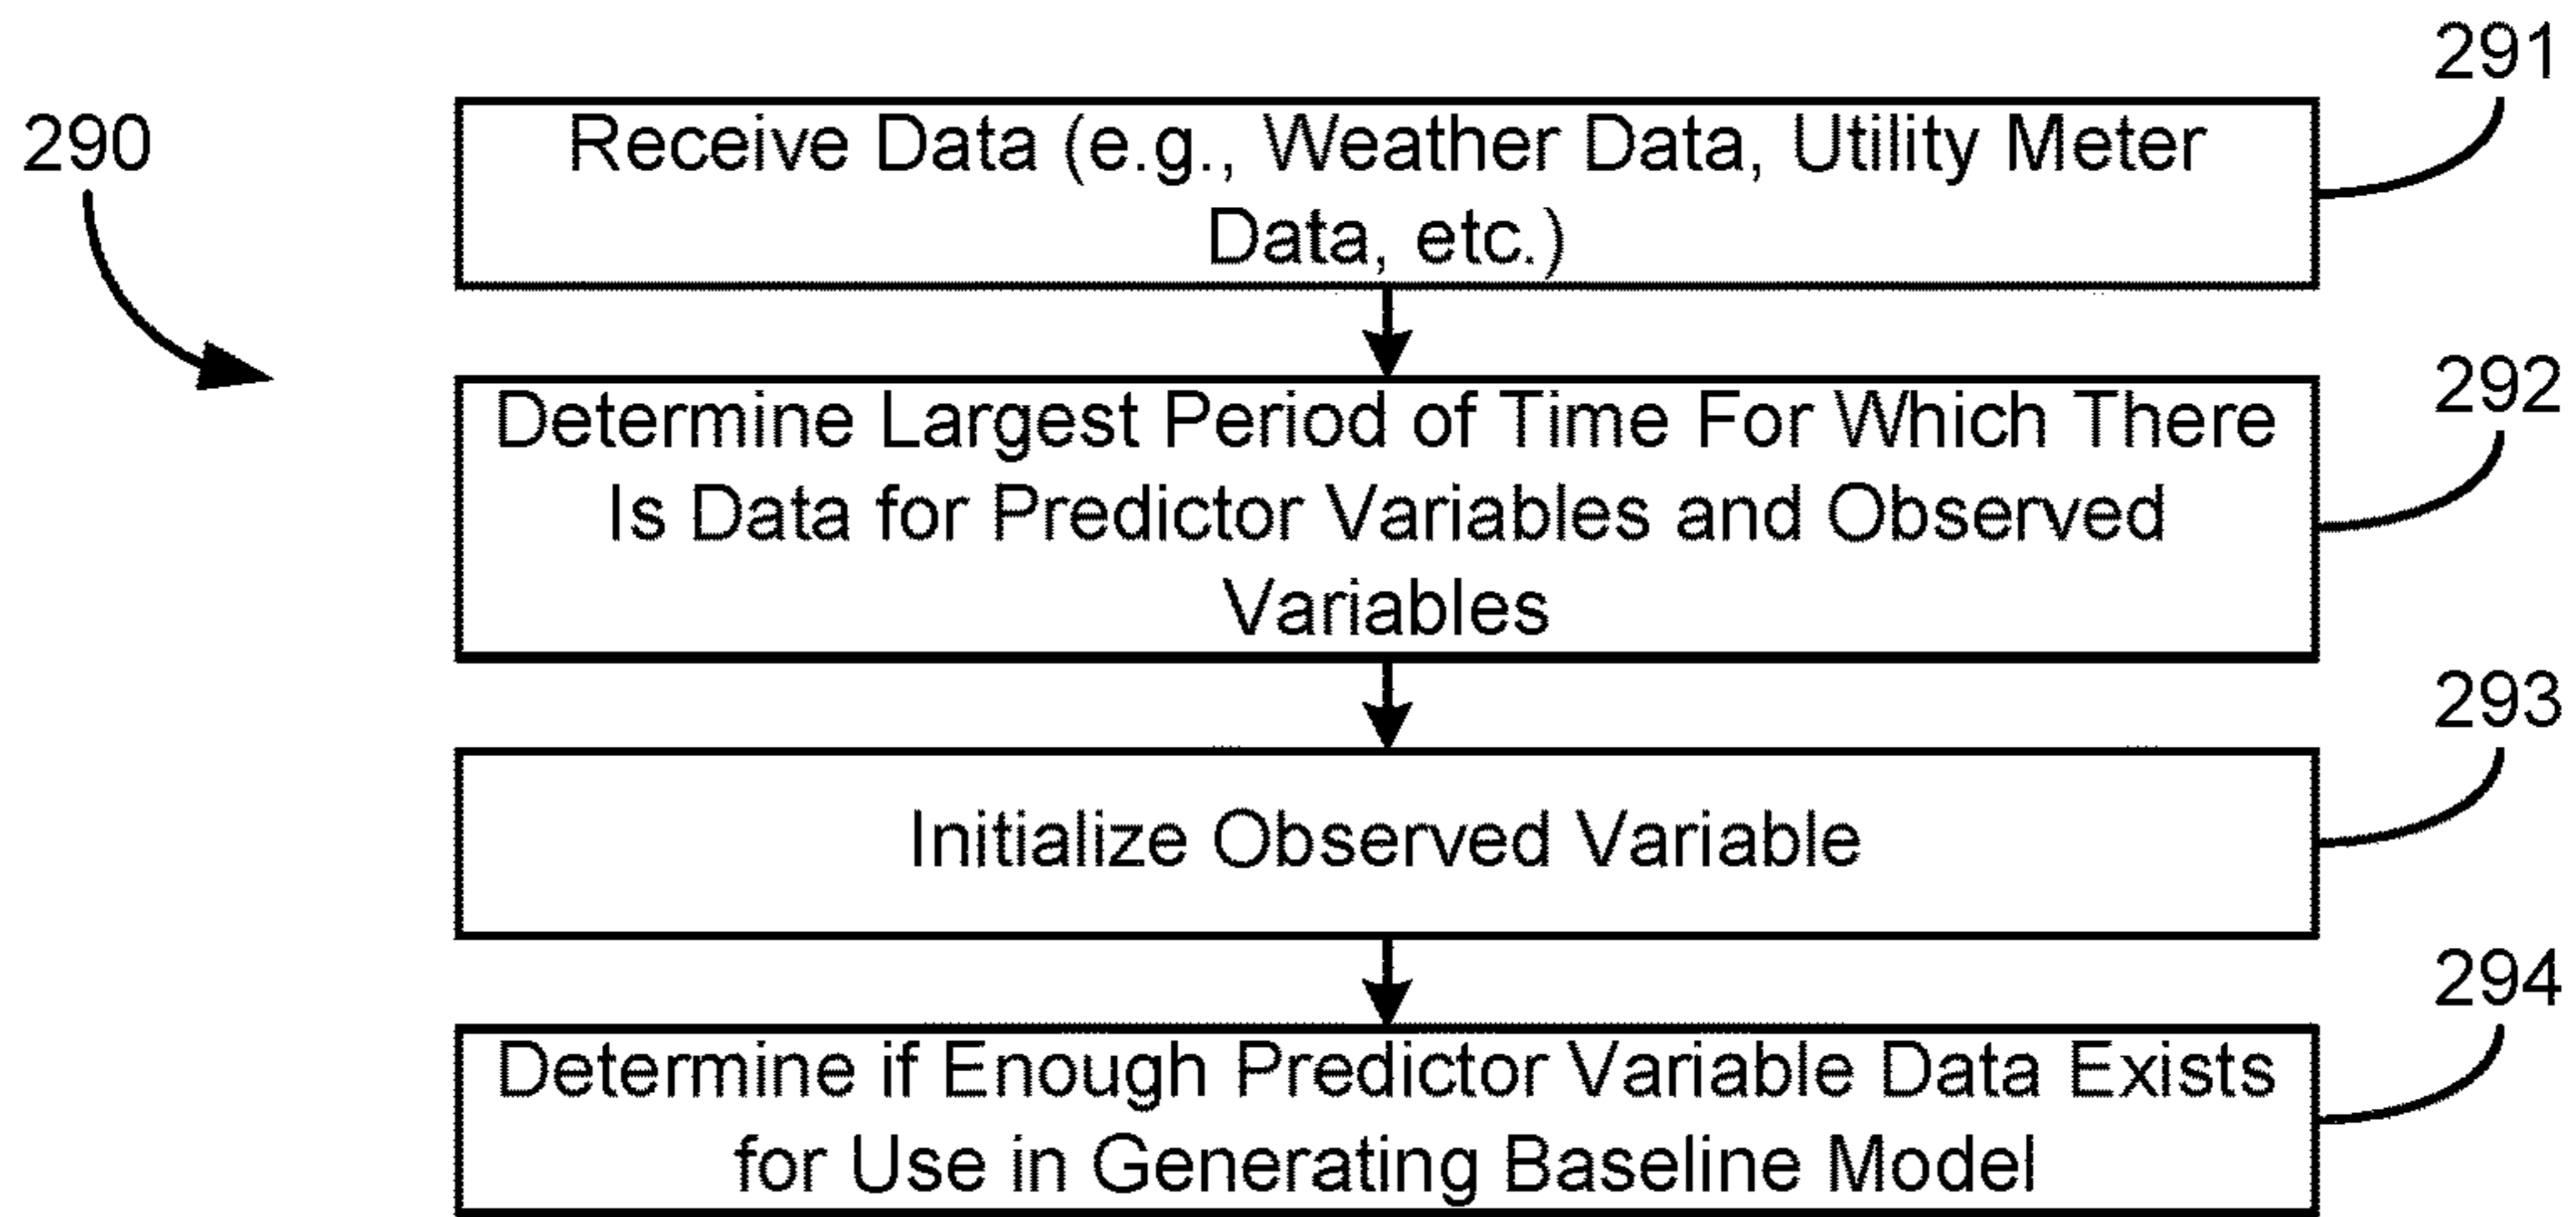 291
290
Receive Data (e.g., Weather Data, Utility Meter
Data, etc.)
292
Determine Largest Period of Time For Which There
Is Data for Predictor Variables and Observed
Variables
293
Initialize Observed Variable
294
Determine if Enough Predictor Variable Data Exists
for Use in Generating Baseline Model